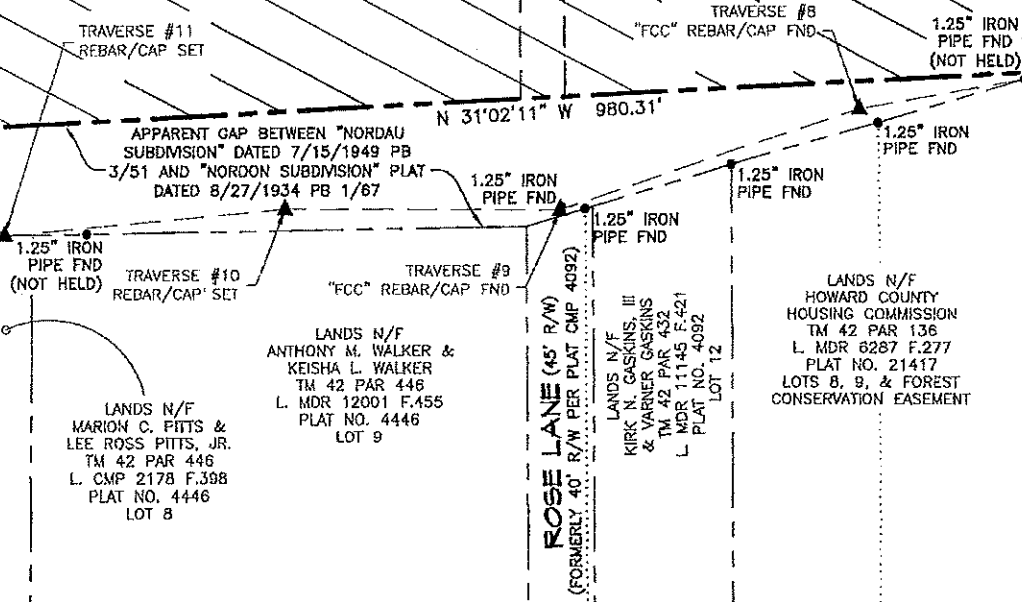 TRAVERSE #11
REBAR/CAP SET
TRAVERSE #8
"FCC" REBAR/CAP FND
1.25" IRON
PIPE FND
(NOT HELD)
N 31°02'11" W 980.31'
APPARENT GAP BETWEEN "NORDAU
SUBDIVISION" DATED 7/15/1949 PB
3/51 AND "NORDON SUBDIVISION" PLAT
DATED 8/27/1934 PB 1/67
1.25" IRON
PIPE FND
1.25" IRON
PIPE FND
1.25" IRON
PIPE FND
1.25" IRON
PIPE FND
1.25" IRON
PIPE FND
(NOT HELD)
TRAVERSE #10
REBAR/CAP SET
TRAVERSE #9
"FCC" REBAR/CAP FND
LANDS N/F
MARION C. PITTS &
LEE ROSS PITTS, JR.
TM 42 PAR 446
L. CMP 2178 F.398
PLAT NO. 4446
LOT 8
LANDS N/F
ANTHONY M. WALKER &
KEISHA L. WALKER
TM 42 PAR 446
L. MDR 12001 F.455
PLAT NO. 4446
LOT 9
ROSE LANE (45' R/W)
(FORMERLY 40' R/W PER PLAT CMP 4092)
LANDS N/F
KIRK N. GASKINS, III
& VARNER GASKINS
TM 42 PAR 432
L. MDR 11145 F.421
PLAT NO. 4092
LOT 12
LANDS N/F
HOWARD COUNTY
HOUSING COMMISSION
TM 42 PAR 136
L. MDR 6287 F.277
PLAT NO. 21417
LOTS 8, 9, & FOREST
CONSERVATION EASEMENT